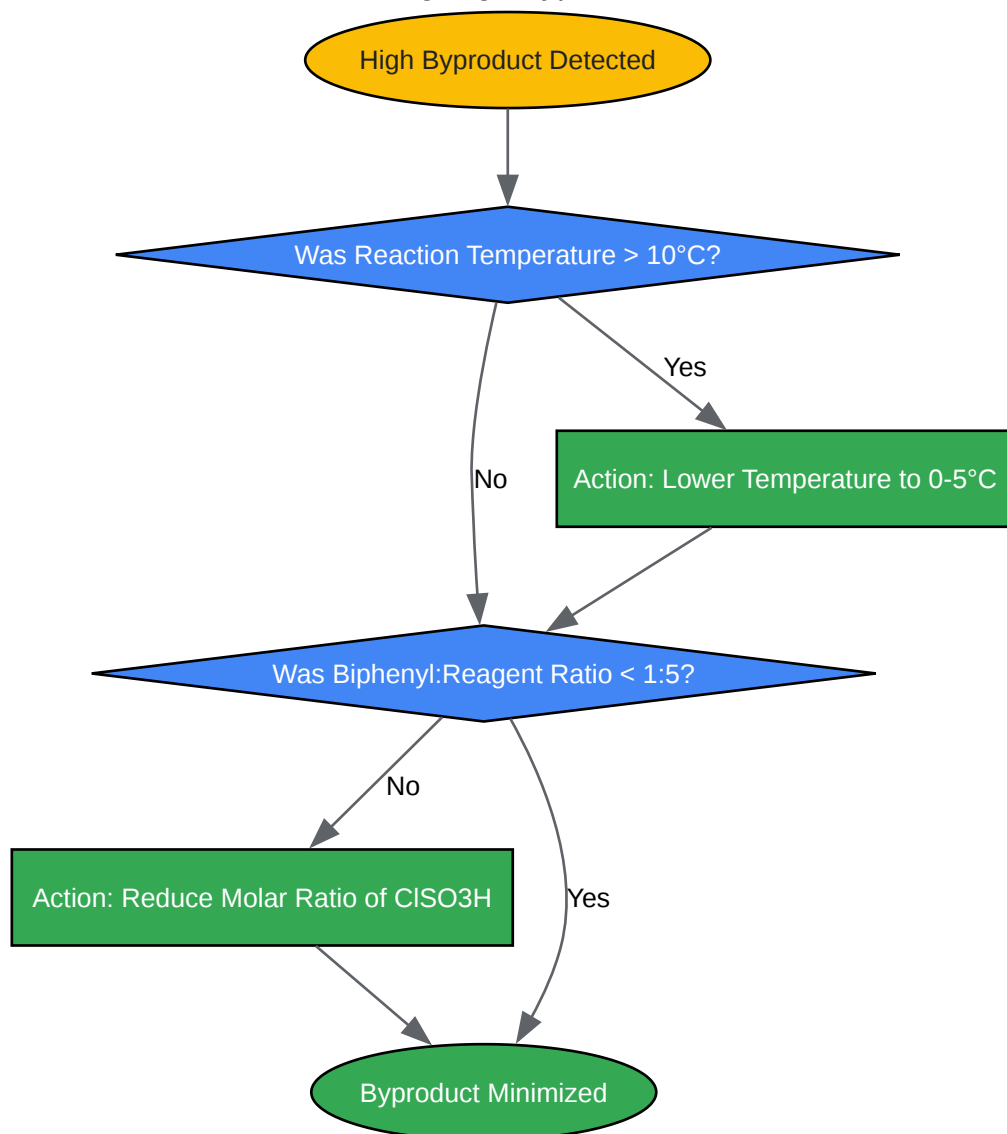 High Byproduct Detected
Was Reaction Temperature > 10°C?
Yes
No
Action: Lower Temperature to 0-5°C
Was Biphenyl:Reagent Ratio < 1:5?
No
Action: Reduce Molar Ratio of ClSO3H
Yes
Byproduct Minimized